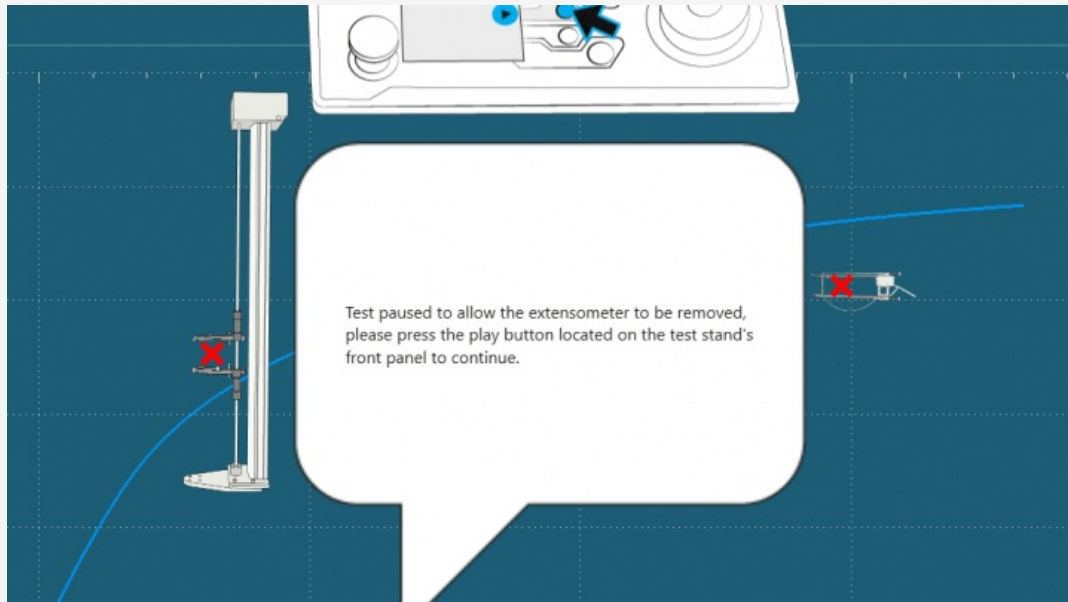 Test paused to allow the extensometer to be removed,
please press the play button located on the test stand's
front panel to continue.